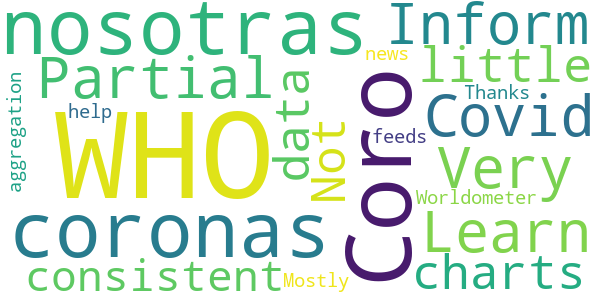 nosotras
Inform
news
Partial
little
aggregation
data
Thanks
help
WHO
Coro
Covid
Not
feeds
Very
Worldometer
coronas
Learn
consistent
Mostly
charts